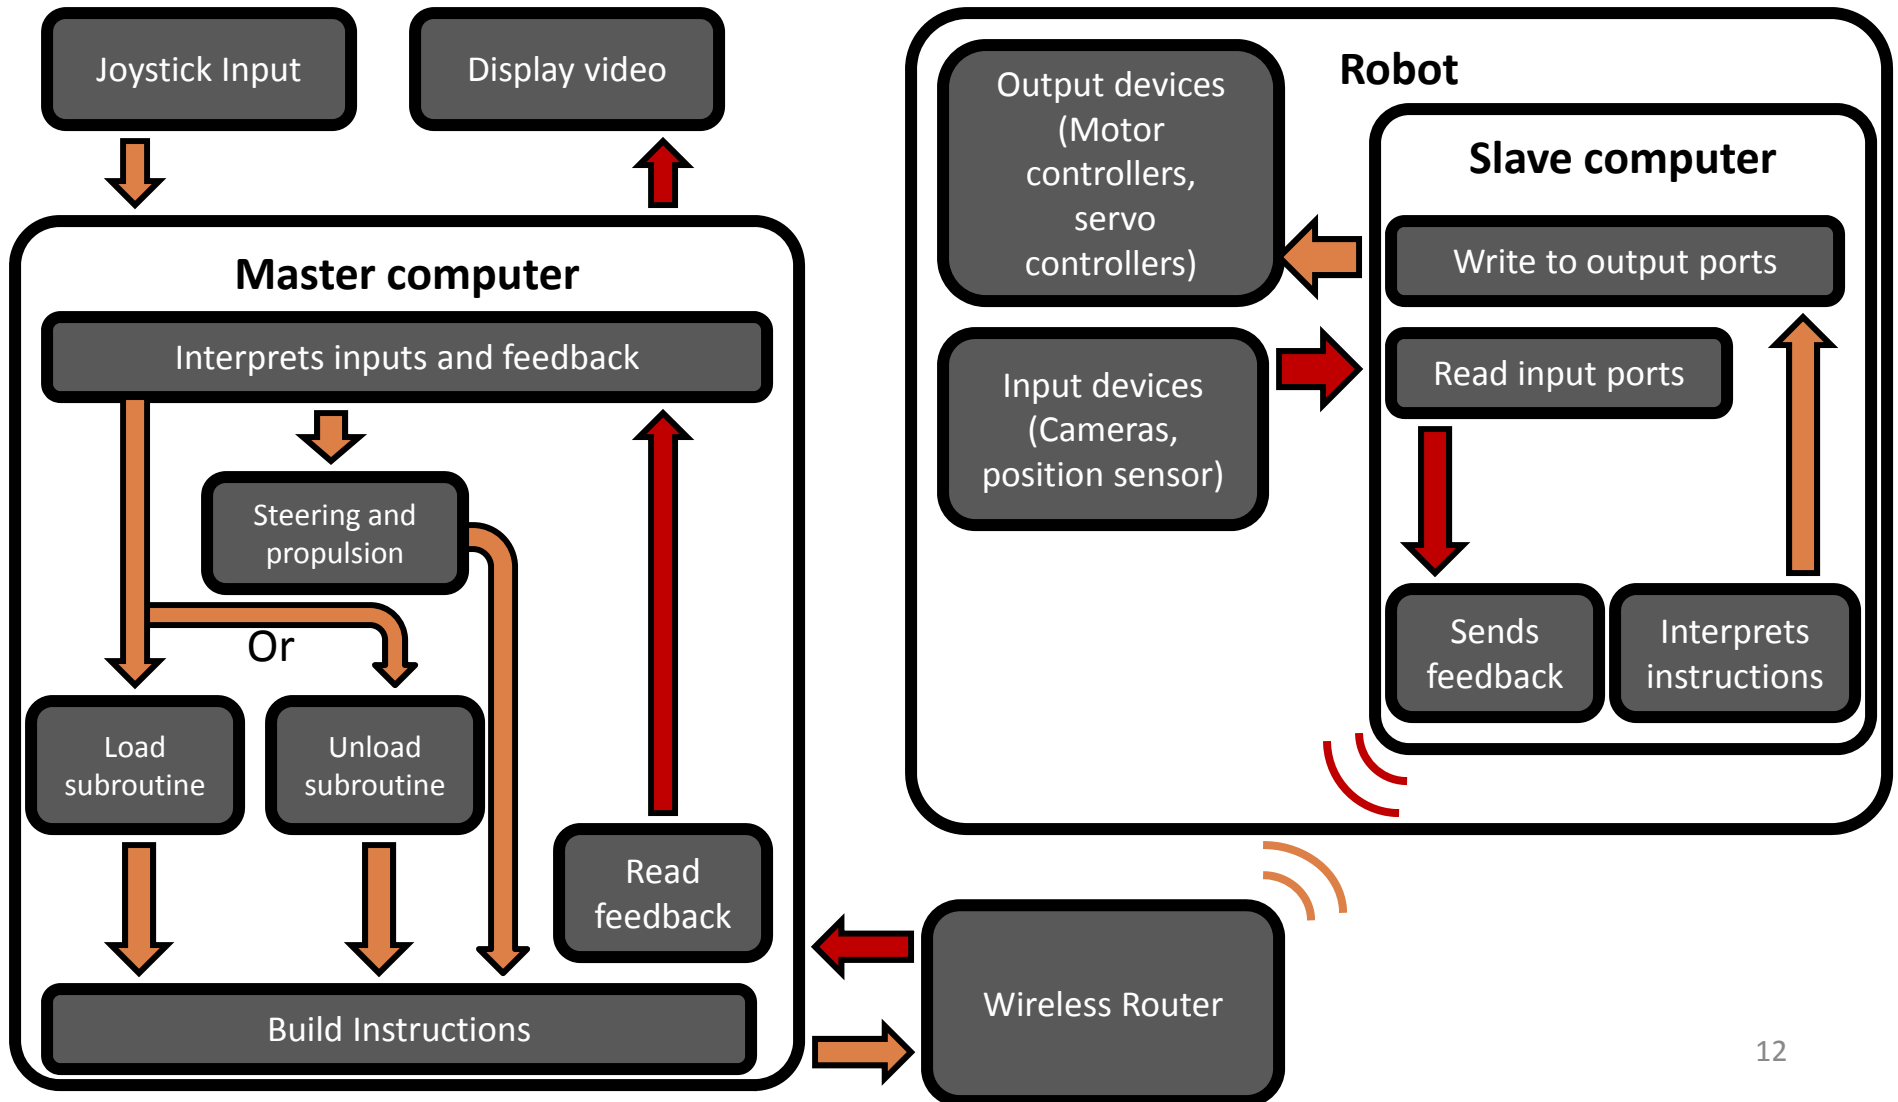 Joystick Input
Display video
Master computer
Interprets inputs and feedback
Steering and
propulsion
Or
Load
subroutine
Unload
subroutine
Read
feedback
Build Instructions
Wireless Router
Robot
Output devices
(Motor
controllers,
servo
controllers)
Input devices
(Cameras,
position sensor)
Slave computer
Write to output ports
Read input ports
Sends
feedback
Interprets
instructions
12